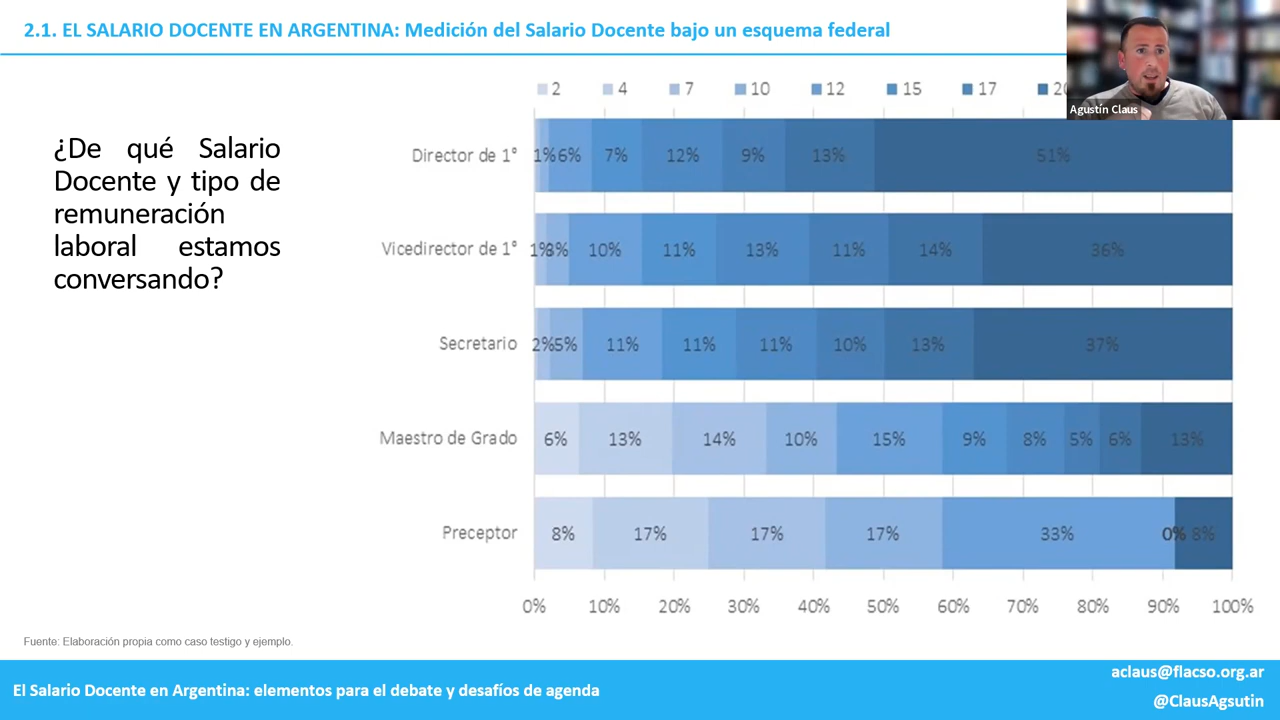 2.1. EL SALARIO DOCENTE EN ARGENTINA: Medición del Salario Docente bajo un esquema federal
Agustín Claus
¿De qué Salario
Docente y tipo de
remuneración
laboral estamos
conversando?
2 4 7 10 12 15 17
Director de 1° 1% 6% 7% 12% 9% 13% 51%
Vicedirector de 1° 1% 3% 10% 11% 13% 11% 14% 36%
Secretario 2% 5% 11% 11% 11% 10% 13% 37%
Maestro de Grado 6% 13% 14% 10% 15% 9% 8% 5% 6% 13%
Preceptor 8% 17% 17% 17% 33% 0% 8%
0% 10% 20% 30% 40% 50% 60% 70% 80% 90% 100%
Fuente: Elaboración propia como caso testigo y ejemplo.
El Salario Docente en Argentina: elementos para el debate y desafíos de agenda
aclaus@flacso.org.ar
@ClausAgsutin